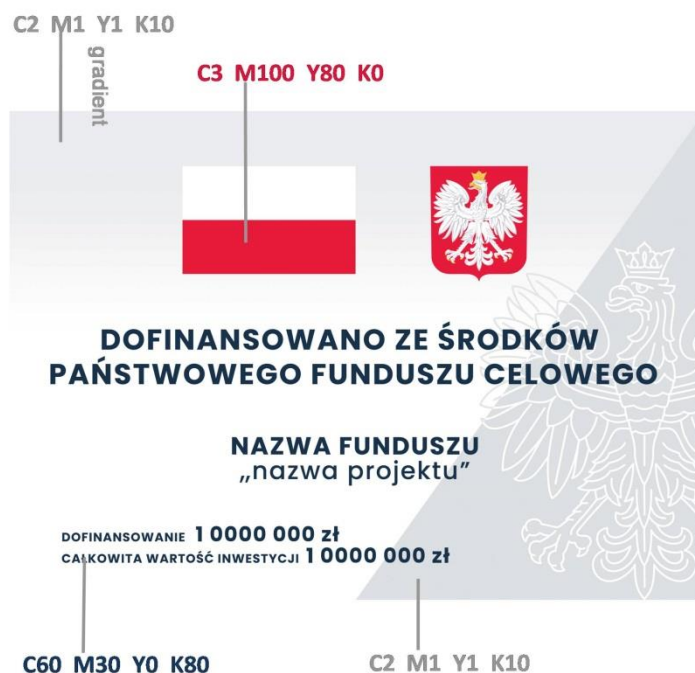 C2 M1 Y1 K10
gradient
C3 M100 Y80 K0
DOFINANSOWANO ZE ŚRODKÓW
PAŃSTWOWEGO FUNDUSZU CELOWEGO
NAZWA FUNDUSZU
„nazwa projektu”
DOFINANSOWANIE 1 0000 000 zł
CAŁKOWITA WARTOŚĆ INWESTYCJI 1 0000 000 zł
C60 M30 Y0 K80
C2 M1 Y1 K10